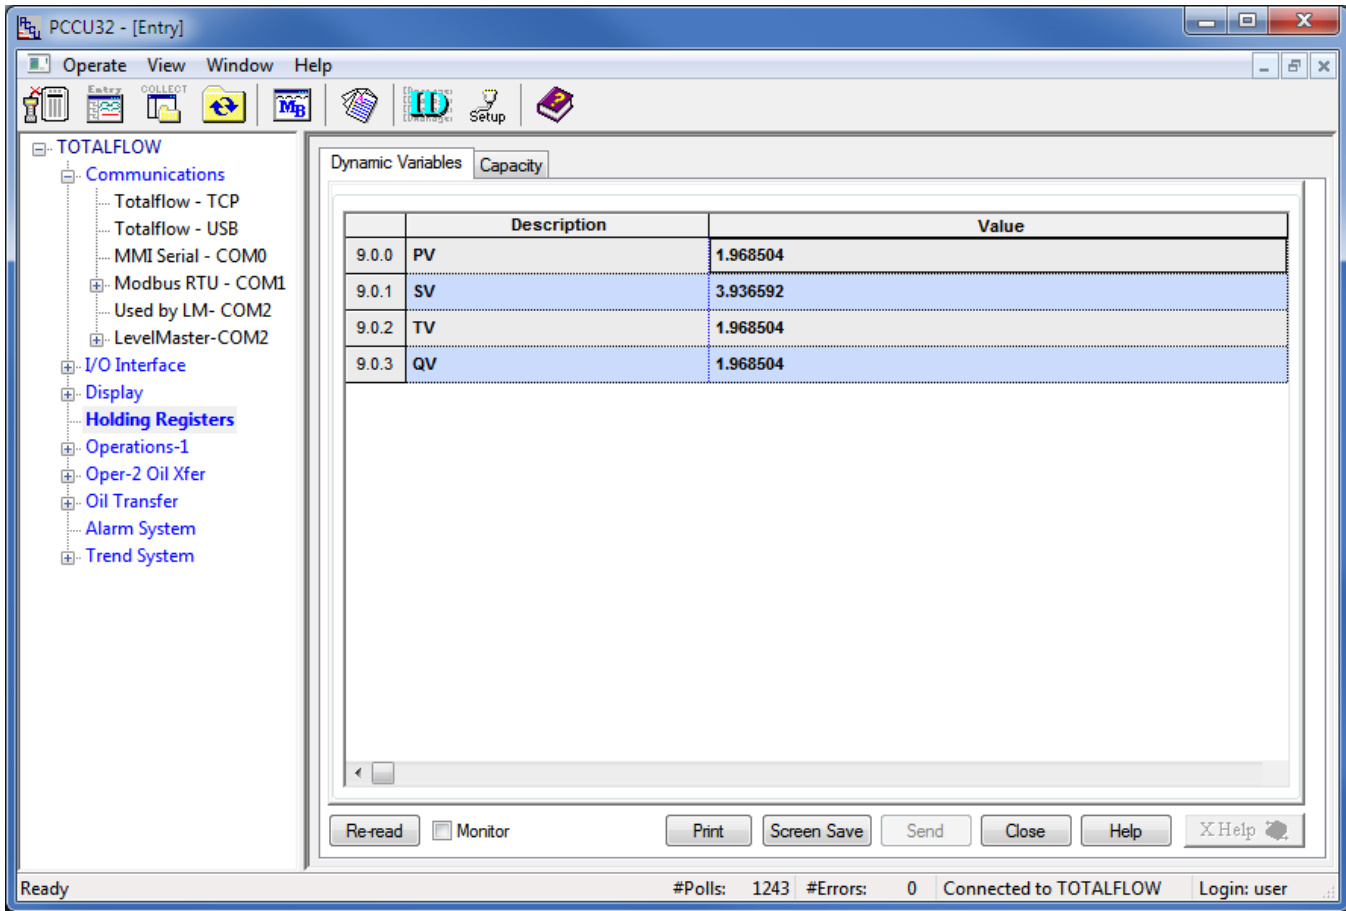 PCCU32 - [Entry]
Operate View Window Help
Entry
COLLECT
MB
ID
Setup
TOTALFLOW
Communications
Totalflow - TCP
Totalflow - USB
MMI Serial - COM0
Modbus RTU - COM1
Used by LM- COM2
LevelMaster-COM2
I/O Interface
Display
Holding Registers
Operations-1
Oper-2 Oil Xfer
Oil Transfer
Alarm System
Trend System
Dynamic Variables Capacity
Description Value
9.0.0 PV 1.968504
9.0.1 SV 3.936592
9.0.2 TV 1.968504
9.0.3 QV 1.968504
Re-read Monitor Print Screen Save Send Close Help X Help
Ready #Polls: 1243 #Errors: 0 Connected to TOTALFLOW Login: user